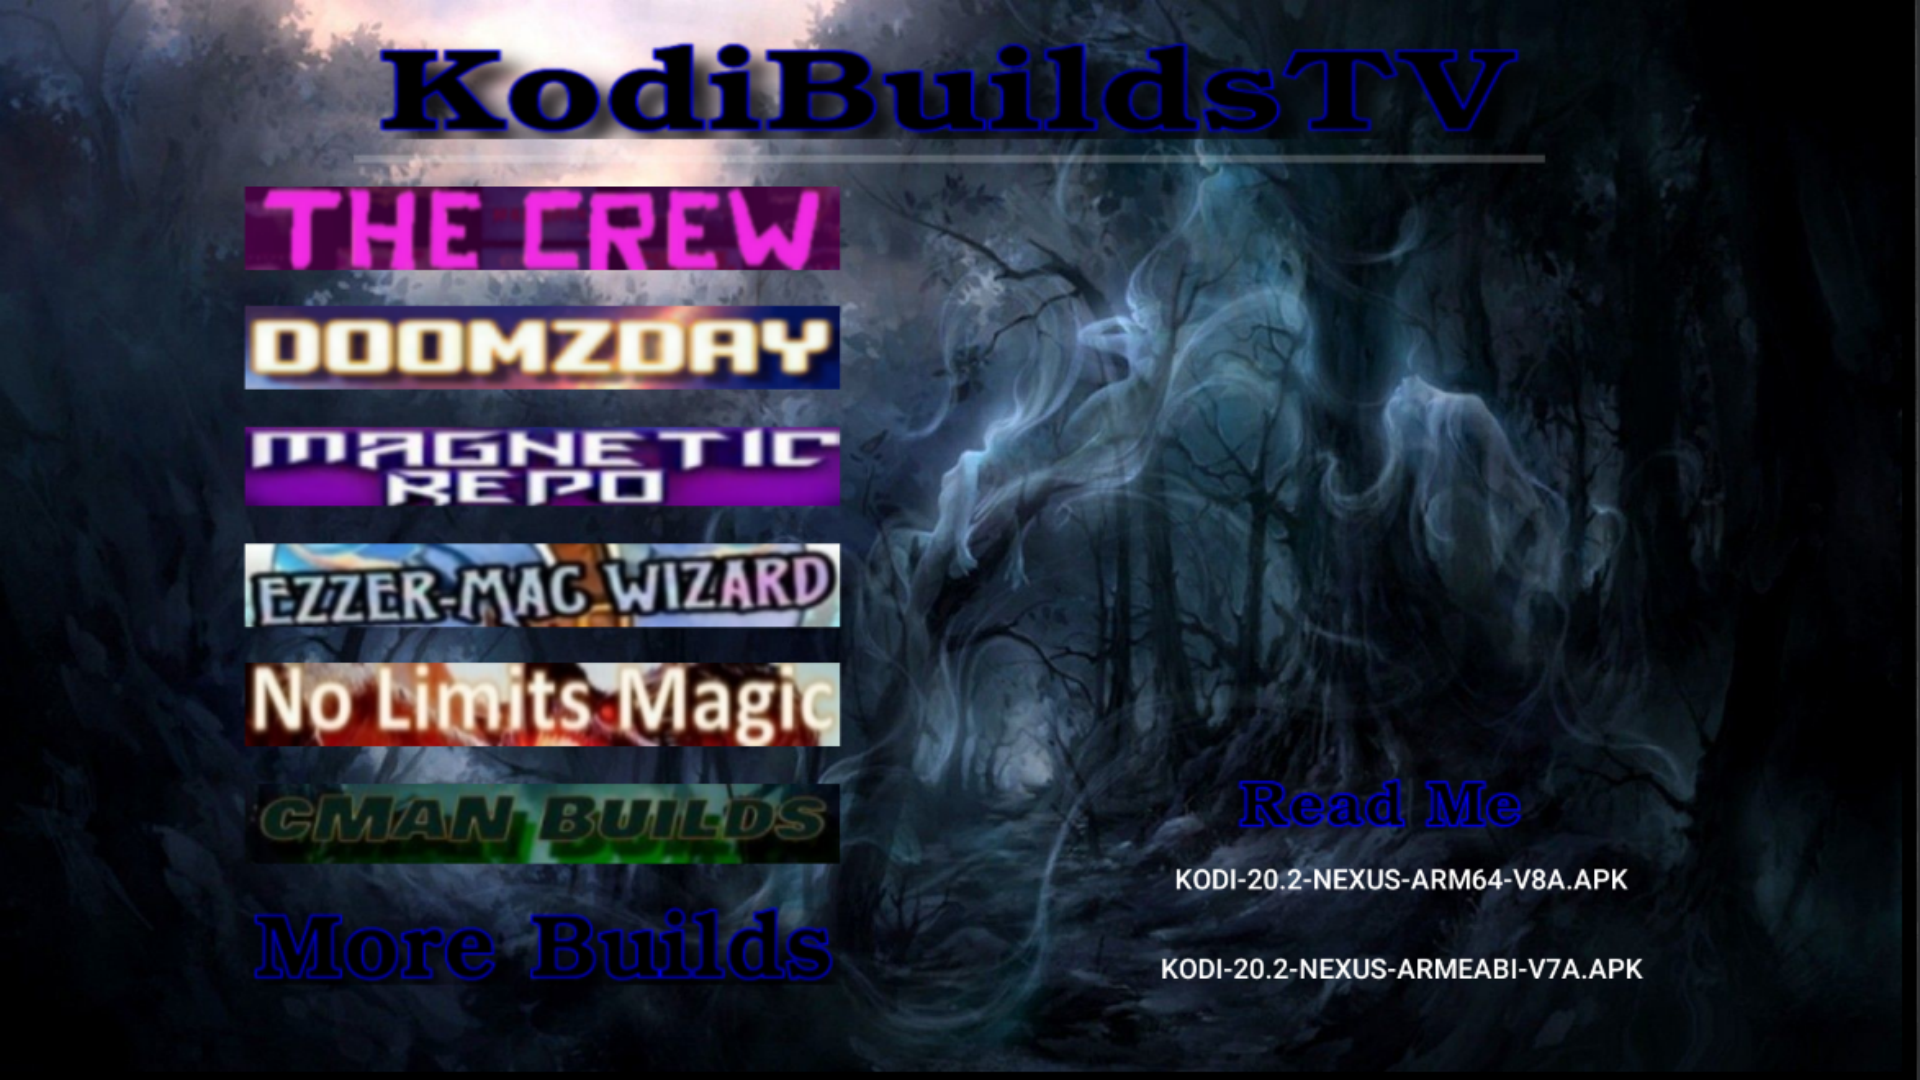 KodiBuildsTV
THE CREW
DOOMZDAY
MAGNETIC
REPO
EZZER-MAC WIZARD
No Limits Magic
CMAN BUILDS
More Builds
Read Me
KODI-20.2-NEXUS-ARM64-V8A.APK
KODI-20.2-NEXUS-ARMEABI-V7A.APK